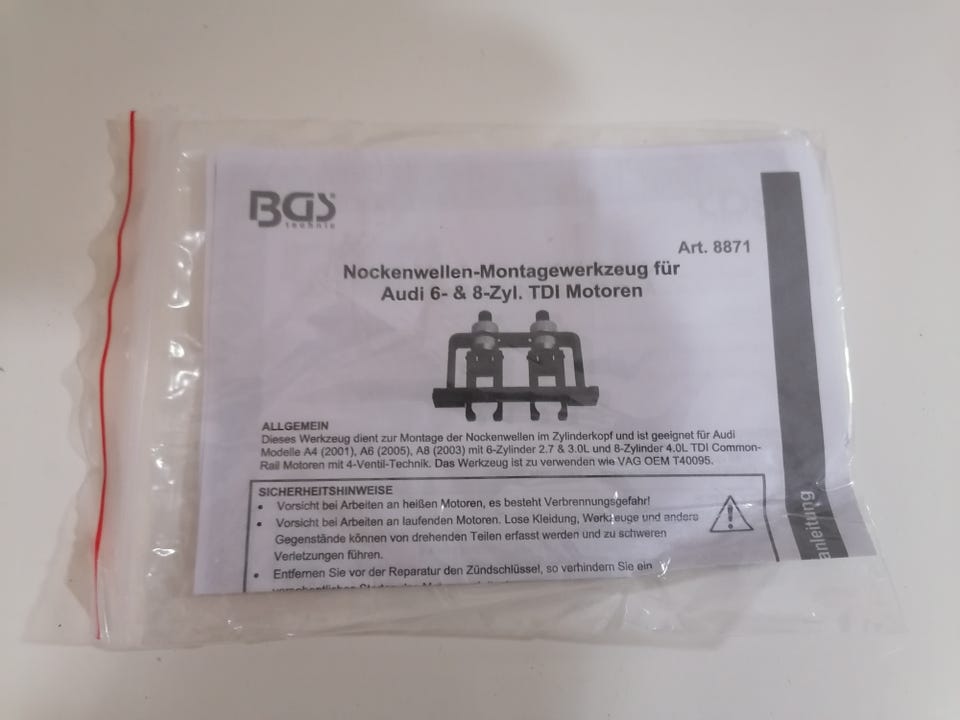 BGS
technic
Art. 8871
Nockenwellen-Montagewerkzeug für
Audi 6- & 8-Zyl. TDI Motoren
ALLGEMEIN
Dieses Werkzeug dient zur Montage der Nockenwellen im Zylinderkopf und ist geeignet für Audi
Modelle A4 (2001), A6 (2005), A8 (2003) mit 6-Zylinder 2.7 & 3.0L und 8-Zylinder 4.0L TDI Common-
Rail Motoren mit 4-Ventil-Technik. Das Werkzeug ist zu verwenden wie VAG OEM T40095.
SICHERHEITSHINWEISE
• Vorsicht bei Arbeiten an heißen Motoren, es besteht Verbrennungsgefahr!
• Vorsicht bei Arbeiten an laufenden Motoren. Lose Kleidung, Werkzeuge und andere
Gegenstände können von drehenden Teilen erfasst werden und zu schweren
Verletzungen führen.
• Entfernen Sie vor der Reparatur den Zündschlüssel, so verhindern Sie ein
anleitung